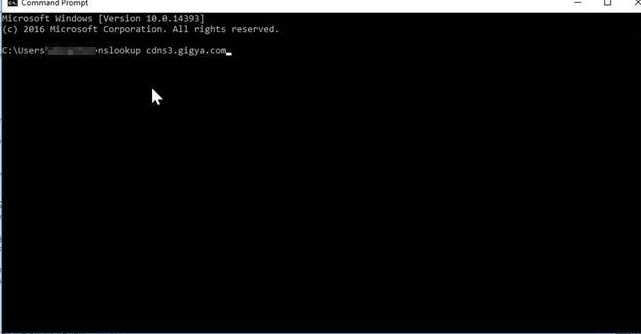 Command Prompt
Microsoft Windows [Version 10.0.14393]
(c) 2016 Microsoft Corporation. All rights reserved.
C:\Users\ >nslookup cdns3.gigya.com